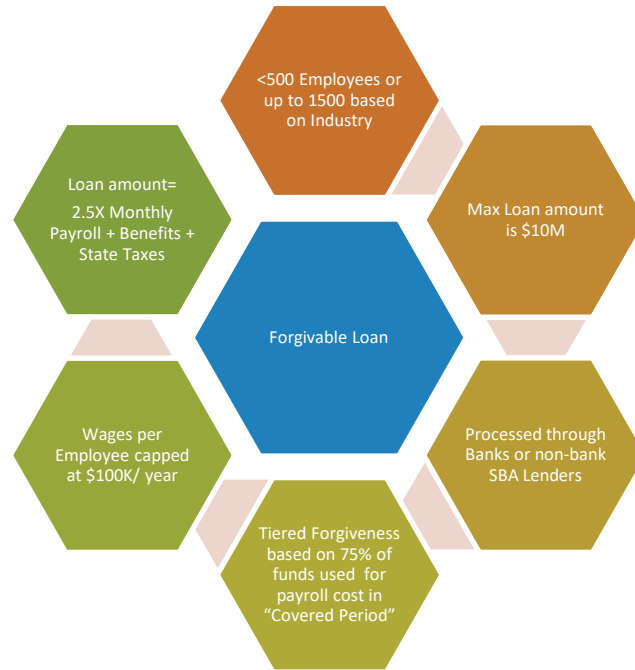 <500 Employees or
up to 1500 based
on Industry
Max Loan amount
is $10M
Processed through
Banks or non-bank
SBA Lenders
Tiered Forgiveness
based on 75% of
funds used for
payroll cost in
“Covered Period”
Wages per
Employee capped
at $100K/ year
Loan amount=
2.5X Monthly
Payroll + Benefits +
State Taxes
Forgivable Loan